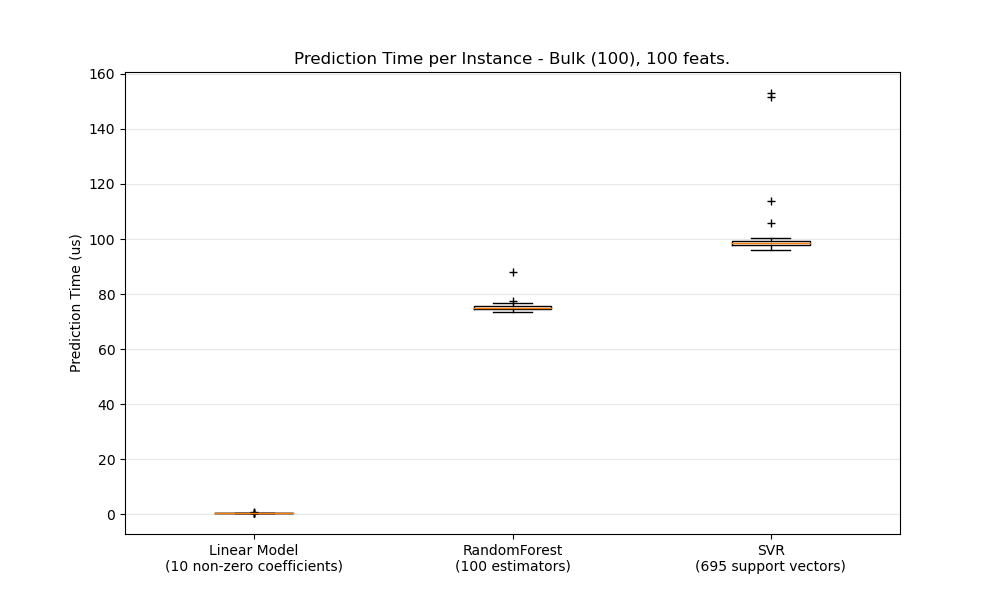 Prediction Time per Instance - Bulk (100), 100 feats.
Prediction Time (us)
160
140
120
100
80
60
40
20
0
Linear Model
(10 non-zero coefficients)
RandomForest
(100 estimators)
SVR
(695 support vectors)